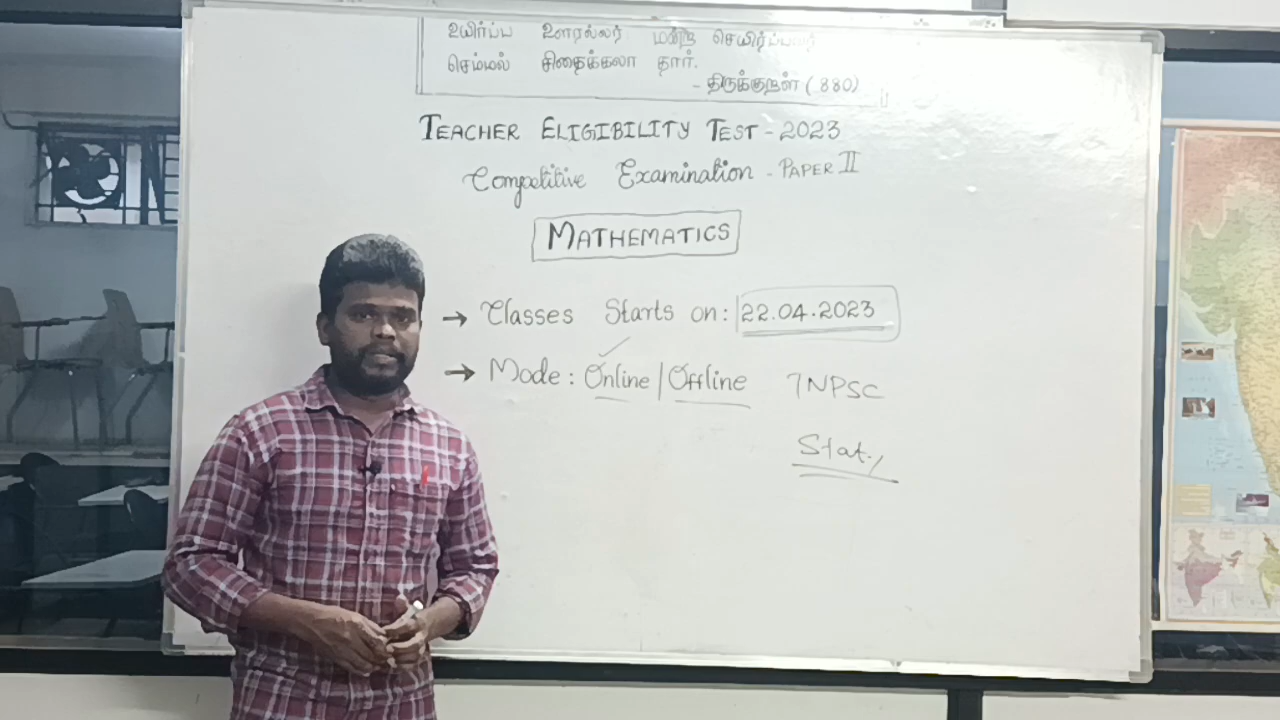 உயிர்ப்ப உளரல்லர் மன்ற செயிர்ப்பவர்
செம்மல் சிதைக்கலா தார்.
- திருக்குறள் (880)
TEACHER ELIGIBILITY TEST - 2023
Competitive Examination - PAPER II
MATHEMATICS
→ Classes Starts on: 22.04.2023
→ Mode: Online / Offline TNPSC
Stat.,